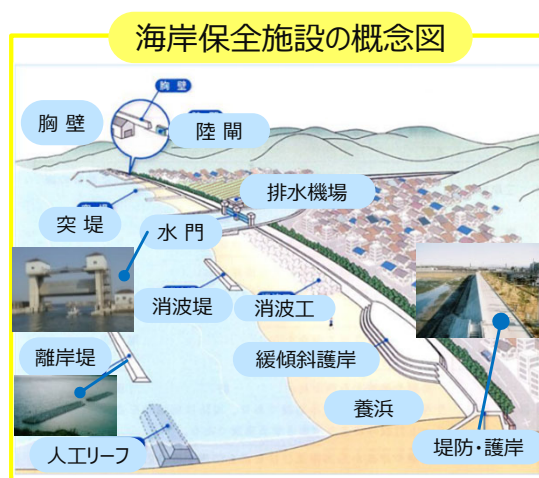 海岸保全施設の概念図
胸 壁
胸 壁
陸 閘
排水機場
突 堤
水 門
消波堤
消波工
離岸堤
緩傾斜護岸
養浜
人工リーフ
堤防・護岸